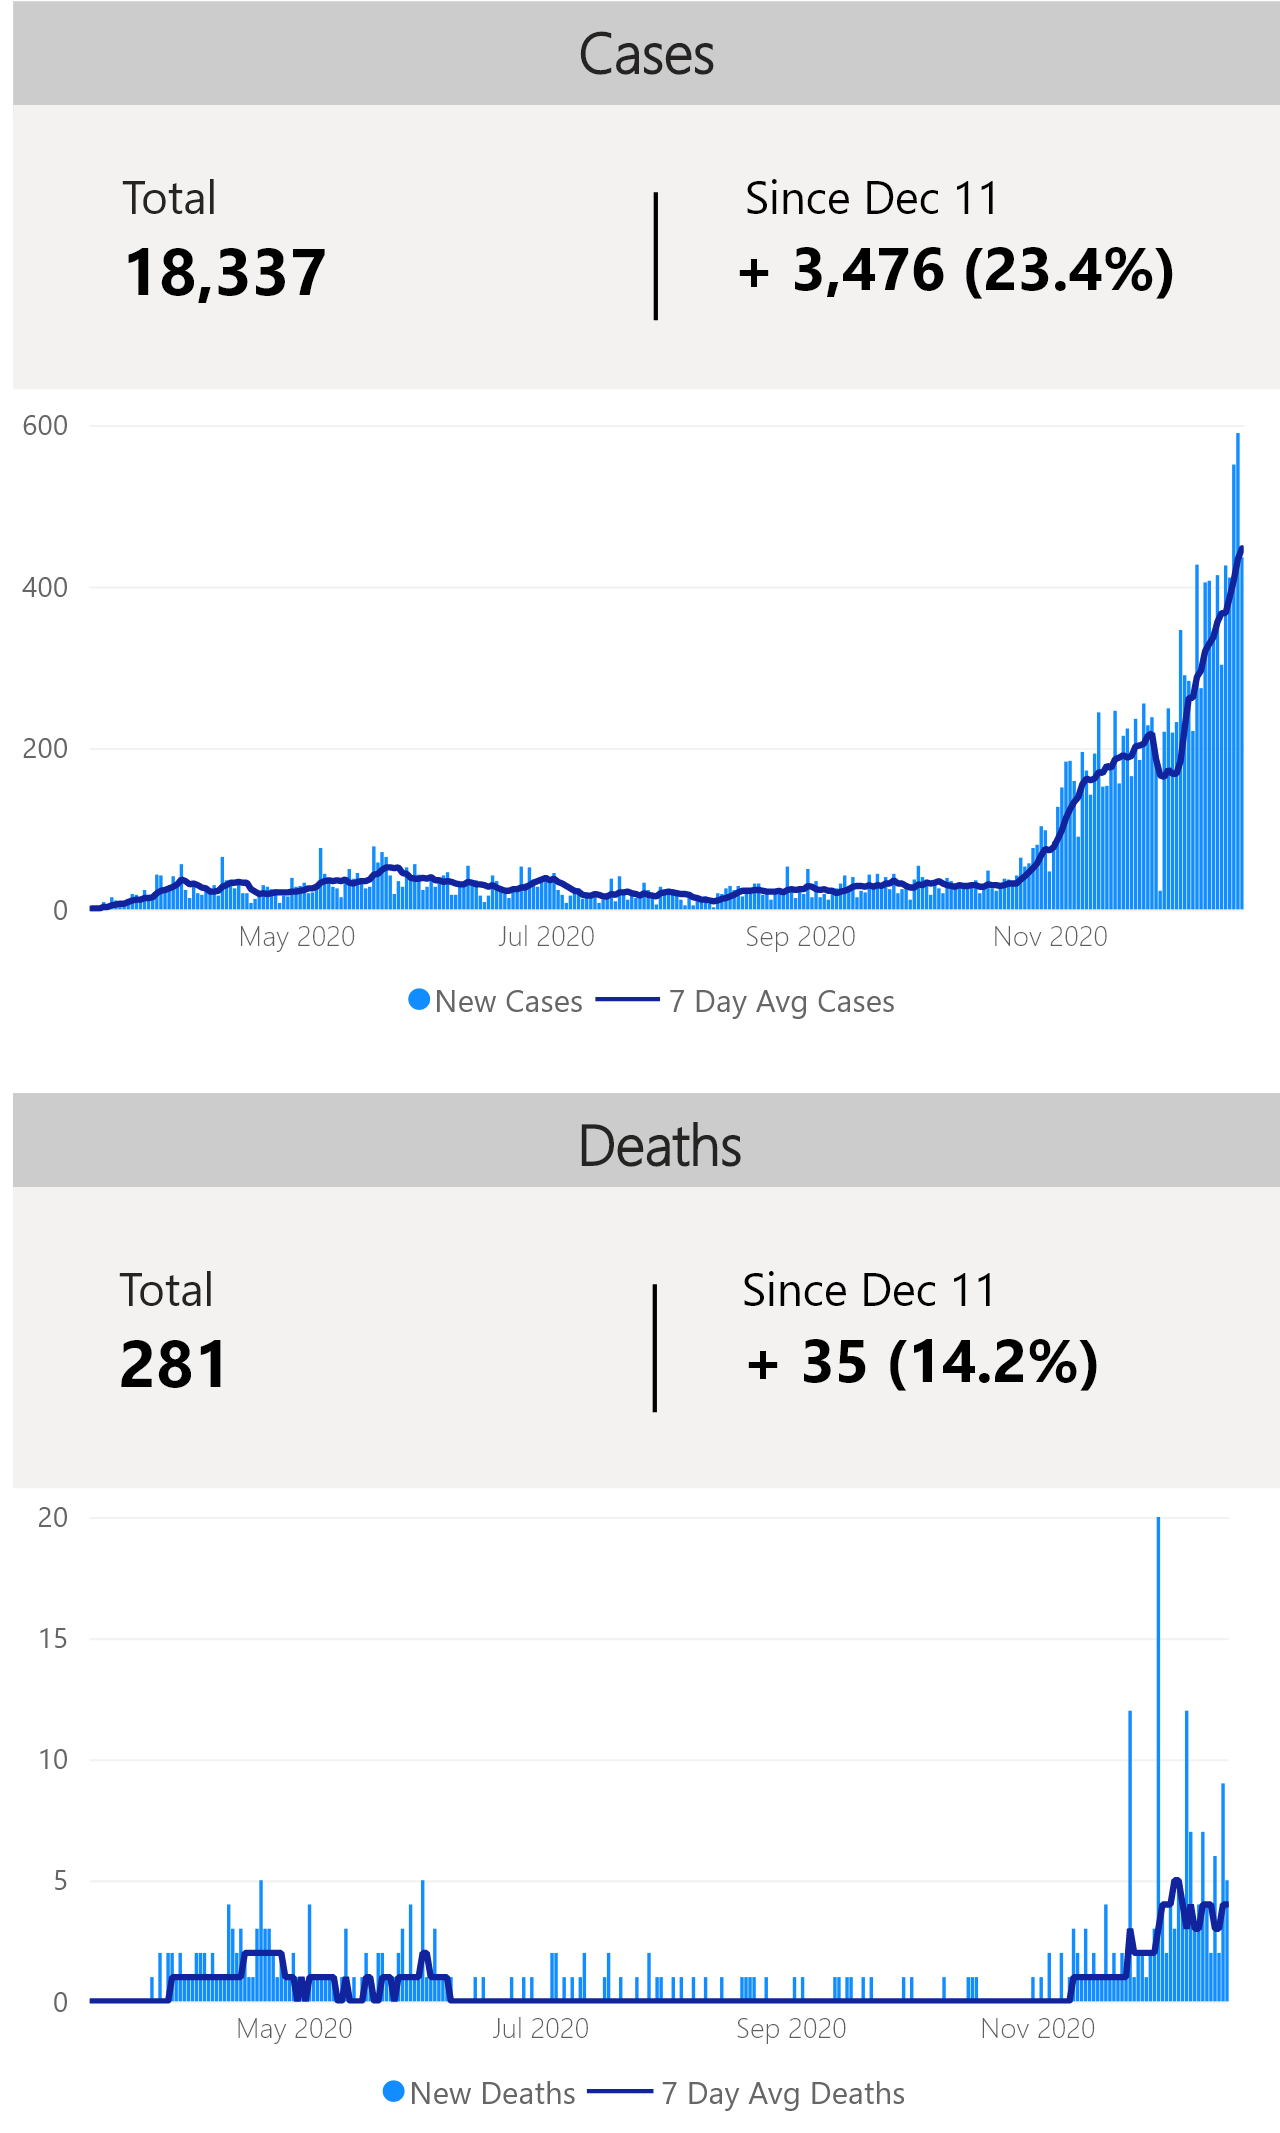 Cases
Total
18,337
Since Dec 11
+ 3,476 (23.4%)
600
400
200
0
May 2020 Jul 2020 Sep 2020 Nov 2020
New Cases 7 Day Avg Cases
Deaths
Total
281
Since Dec 11
+ 35 (14.2%)
20
15
10
5
0
May 2020 Jul 2020 Sep 2020 Nov 2020
New Deaths 7 Day Avg Deaths